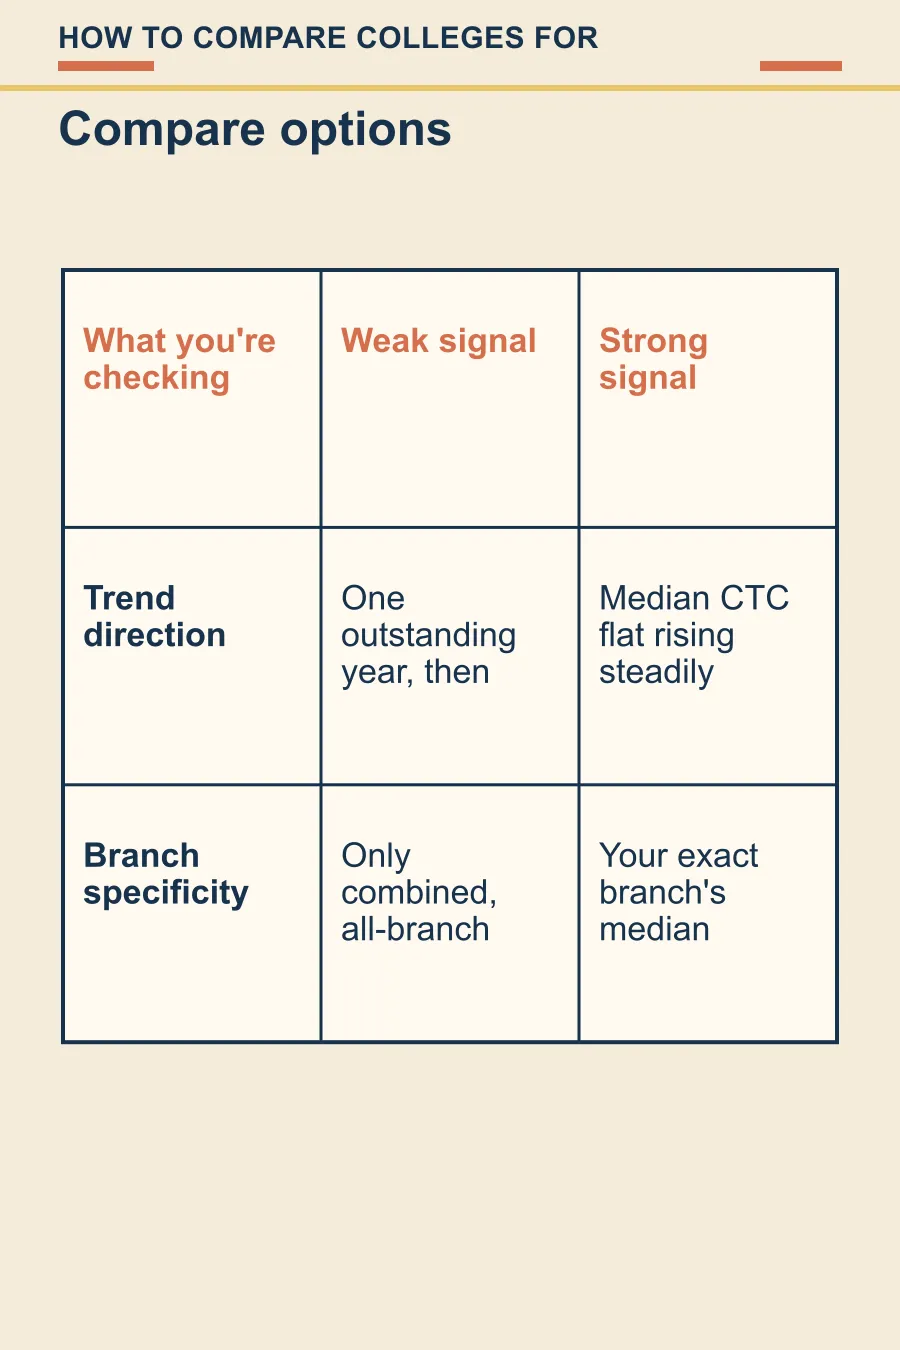 HOW TO COMPARE COLLEGES FOR
Compare options
What you're
checking
Weak signal
Strong
signal
Trend
direction
One
outstanding
year, then
Median CTC
flat rising
steadily
Branch
specificity
Only
combined,
all-branch
Your exact
branch's
median